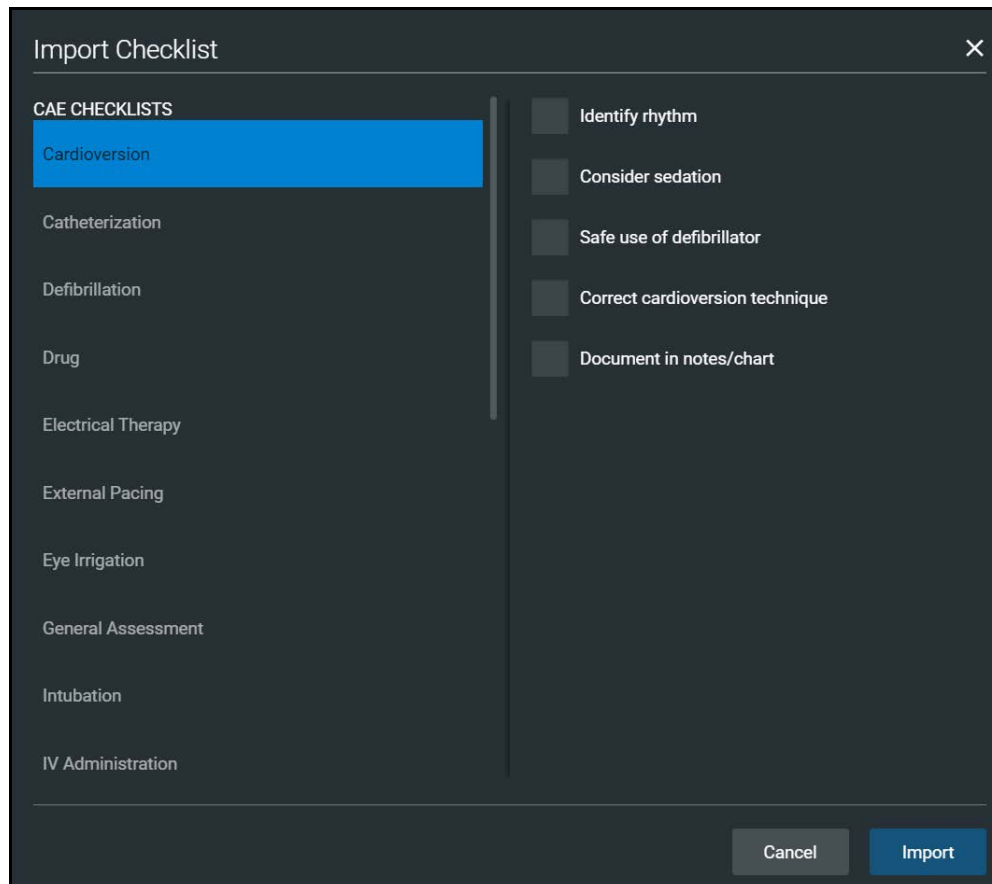 Import Checklist
CAE CHECKLISTS
Cardioversion
Catheterization
Defibrillation
Drug
Electrical Therapy
External Pacing
Eye Irrigation
General Assessment
Intubation
IV Administration
Identify rhythm
Consider sedation
Safe use of defibrillator
Correct cardioversion technique
Document in notes/chart
Cancel
Import